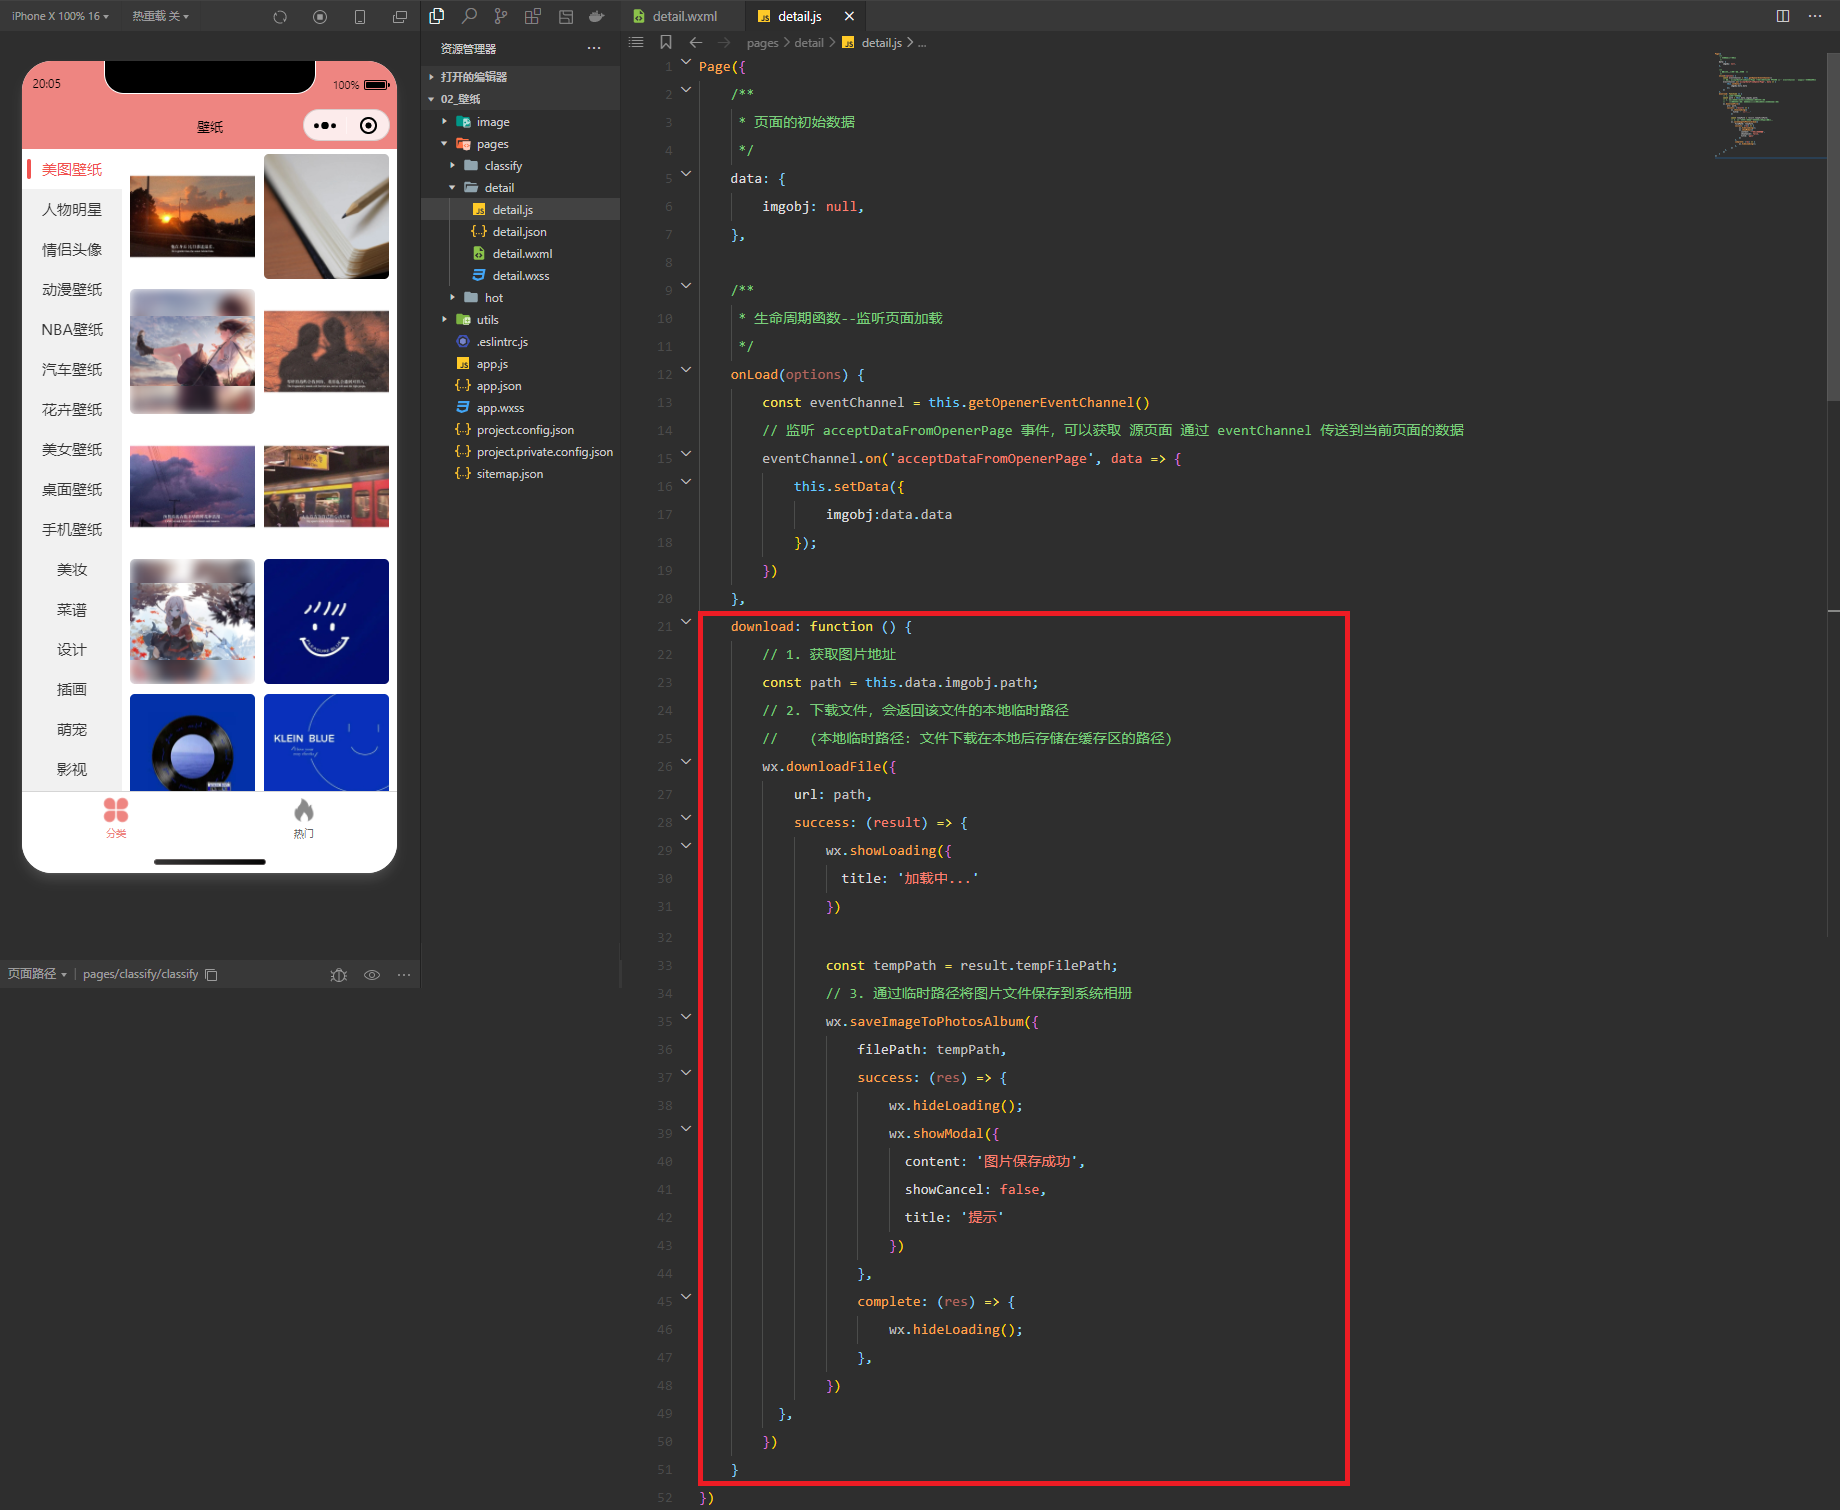 iPhone X 100% 16
热重载 关
20:05
100%
壁纸
美图壁纸
人物明星
情侣头像
动漫壁纸
NBA壁纸
汽车壁纸
花卉壁纸
美女壁纸
桌面壁纸
手机壁纸
美妆
菜谱
设计
插画
萌宠
影视
KLEIN BLUE
分类
热门
页面路径
pages/classify/classify
资源管理器
打开的编辑器
02_壁纸
image
pages
classify
detail
detail.js
detail.json
detail.wxml
detail.wxss
hot
utils
.eslintrc.js
app.js
app.json
app.wxss
project.config.json
project.private.config.json
sitemap.json
detail.wxml
detail.js
pages > detail > detail.js > ...
1 Page({
2 /**
3 * 页面的初始数据
4 */
5 data: {
6 imgobj: null,
7 },
8
9 /**
10 * 生命周期函数--监听页面加载
11 */
12 onLoad(options) {
13 const eventChannel = this.getOpenerEventChannel()
14 // 监听 acceptDataFromOpenerPage 事件, 可以获取 源页面 通过 eventChannel 传送到当前页面的数据
15 eventChannel.on('acceptDataFromOpenerPage', data => {
16 this.setData({
17 imgobj:data.data
18 });
19 })
20 },
21 download: function () {
22 // 1. 获取图片地址
23 const path = this.data.imgobj.path;
24 // 2. 下载文件, 会返回该文件的本地临时路径
25 // (本地临时路径: 文件下载在本地后存储在缓存区的路径)
26 wx.downloadFile({
27 url: path,
28 success: (result) => {
29 wx.showLoading({
30 title: '加载中...'
31 })
32
33 const tempPath = result.tempFilePath;
34 // 3. 通过临时路径将图片文件保存到系统相册
35 wx.saveImageToPhotosAlbum({
36 filePath: tempPath,
37 success: (res) => {
38 wx.hideLoading();
39 wx.showModal({
40 content: '图片保存成功',
41 showCancel: false,
42 title: '提示'
43 })
44 },
45 complete: (res) => {
46 wx.hideLoading();
47 },
48 })
49 },
50 })
51 }
52 })